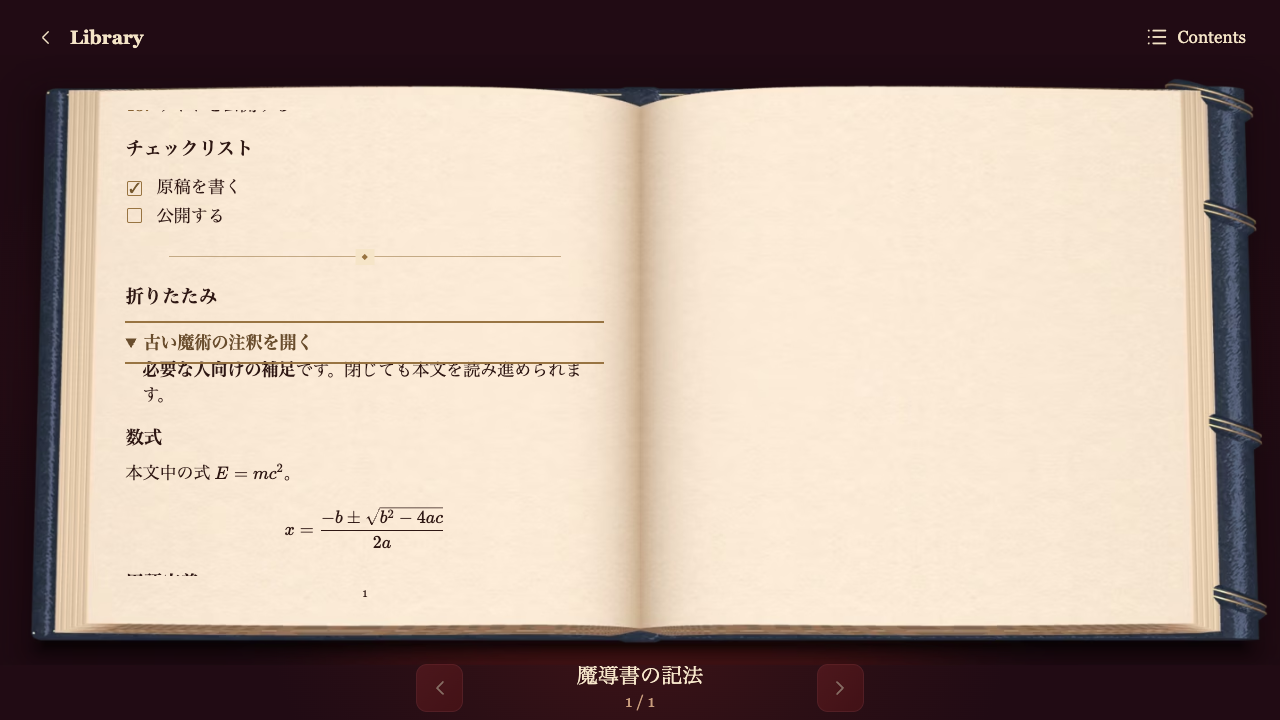 Library
Contents
チェックリスト
原稿を書く
公開する
折りたたみ
▼ 古い魔術の注釈を開く
必要な人向けの補足です。閉じても本文を読み進められま
す。
数式
本文中の式 E = mc²。
x = (−b ± √(b² − 4ac)) / 2a
1
魔導書の記法
1 / 1